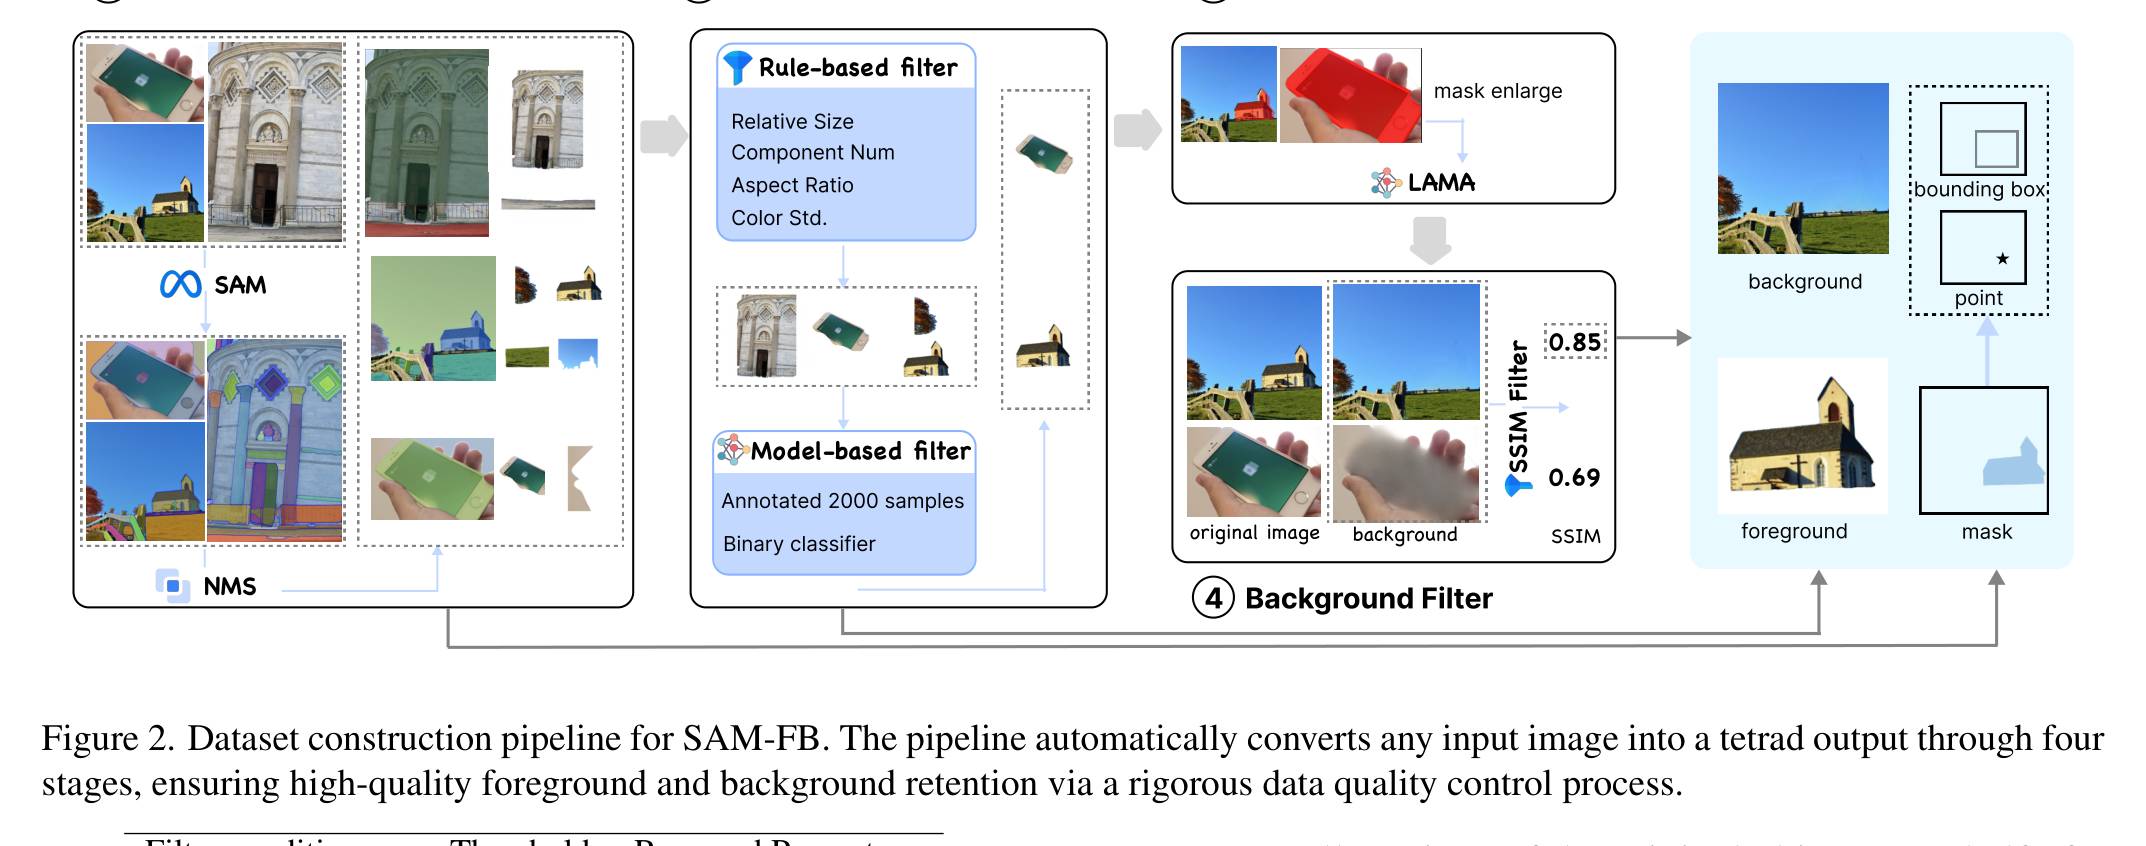 SAM
NMS
Rule-based filter
Relative Size
Component Num
Aspect Ratio
Color Std.
Model-based filter
Annotated 2000 samples
Binary classifier
mask enlarge
LAMA
SSIM Filter
0.85
0.69
original image
background
SSIM
4 Background Filter
background
bounding box
point
foreground
mask
Figure 2. Dataset construction pipeline for SAM-FB. The pipeline automatically converts any input image into a tetrad output through four
stages, ensuring high-quality foreground and background retention via a rigorous data quality control process.